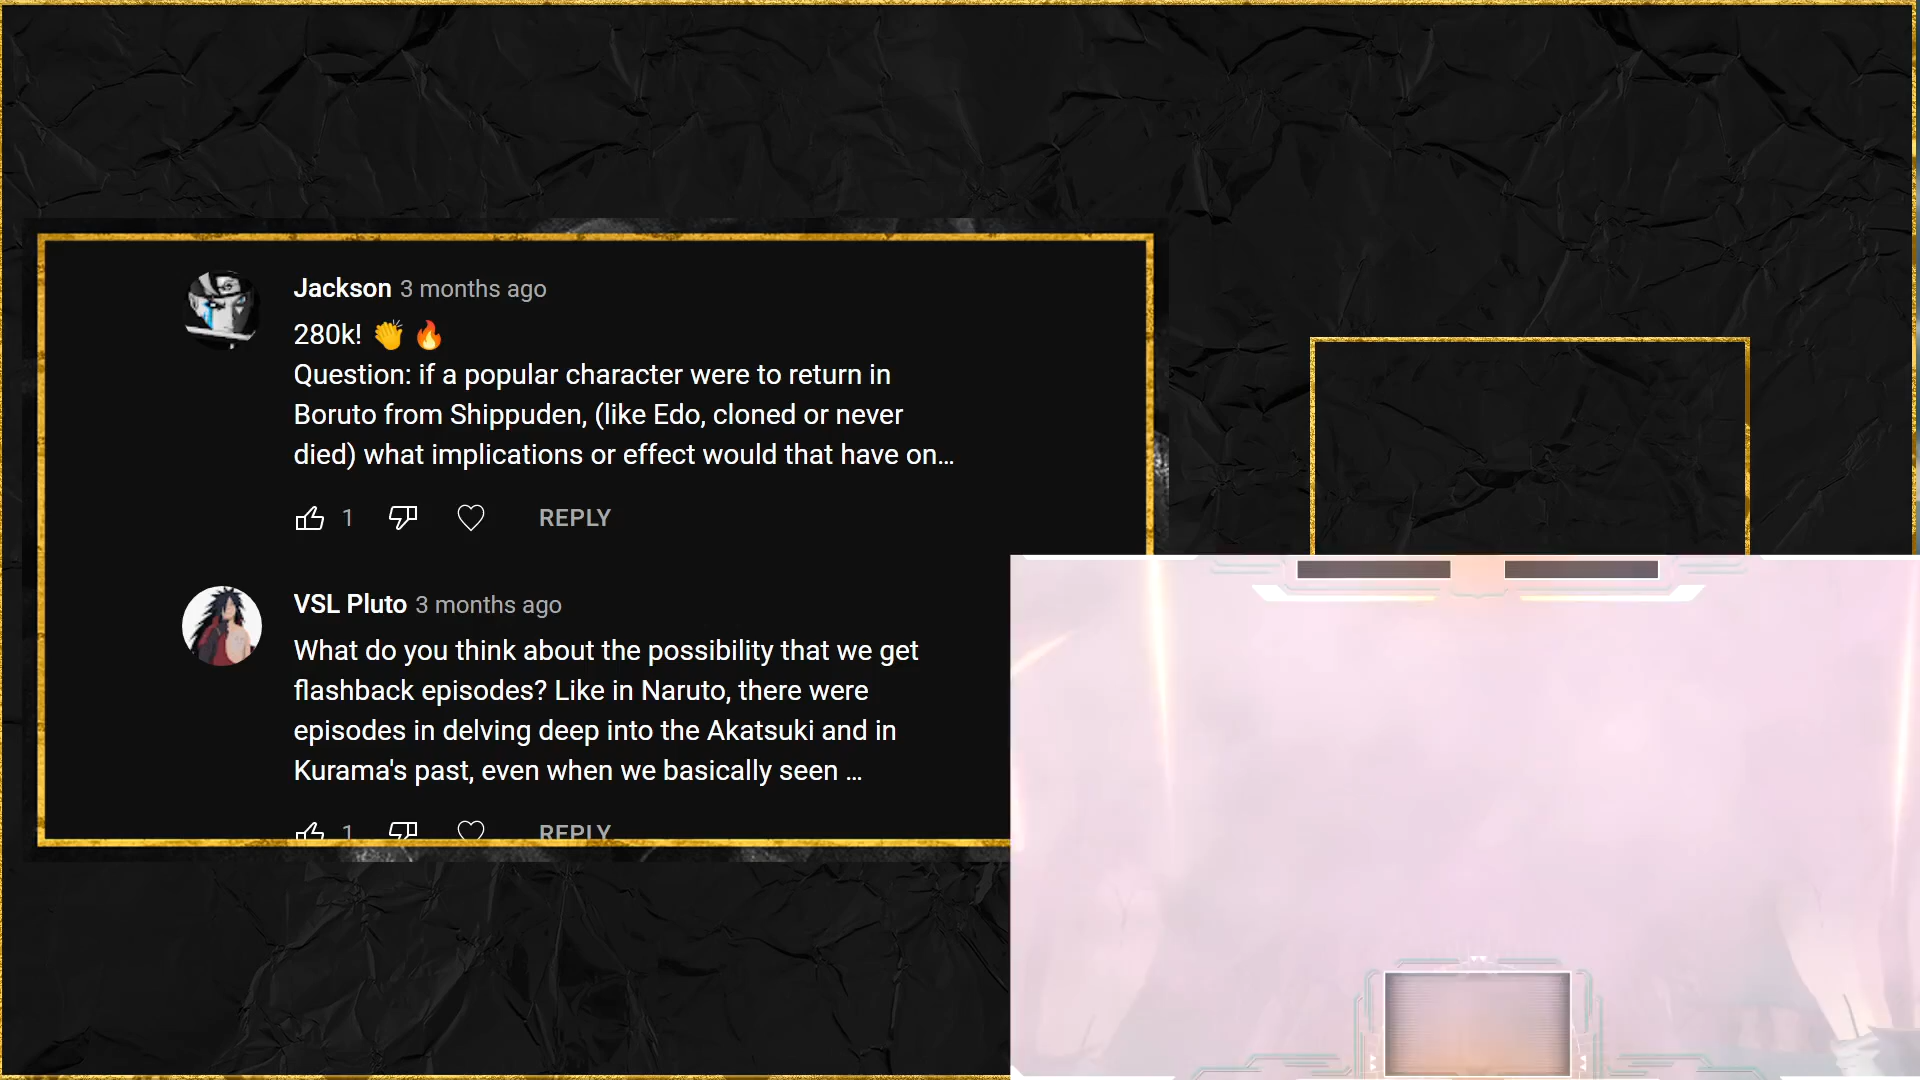 Jackson 3 months ago
280k! 👏 🔥
Question: if a popular character were to return in
Boruto from Shippuden, (like Edo, cloned or never
died) what implications or effect would that have on...
1 REPLY
VSL Pluto 3 months ago
What do you think about the possibility that we get
flashback episodes? Like in Naruto, there were
episodes in delving deep into the Akatsuki and in
Kurama's past, even when we basically seen ...
1 REPLY